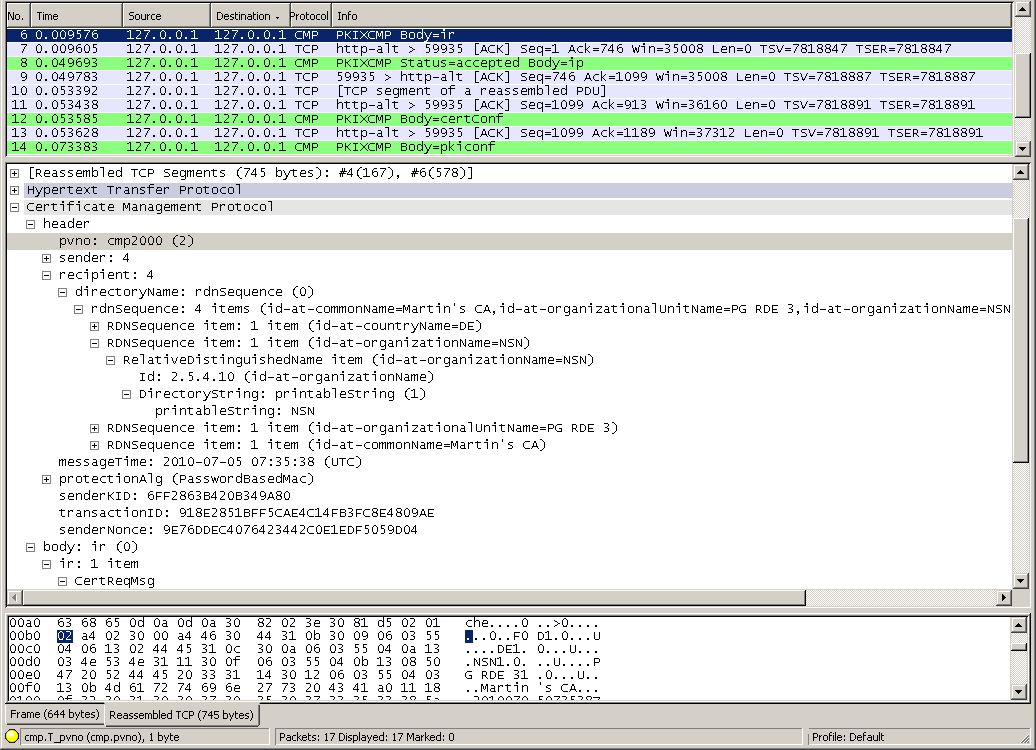 No. Time Source Destination Protocol Info
6 0.009576 127.0.0.1 127.0.0.1 CMP PKIXCMP Body=ir
7 0.009605 127.0.0.1 127.0.0.1 TCP http-alt > 59935 [ACK] Seq=1 Ack=746 Win=35008 Len=0 TSV=7818847 TSER=7818847
8 0.049693 127.0.0.1 127.0.0.1 CMP PKIXCMP Status=accepted Body=ip
9 0.049783 127.0.0.1 127.0.0.1 TCP 59935 > http-alt [ACK] Seq=746 Ack=1099 Win=35008 Len=0 TSV=7818887 TSER=7818887
10 0.053392 127.0.0.1 127.0.0.1 TCP [TCP segment of a reassembled PDU]
11 0.053438 127.0.0.1 127.0.0.1 TCP http-alt > 59935 [ACK] Seq=1099 Ack=913 Win=36160 Len=0 TSV=7818891 TSER=7818891
12 0.053585 127.0.0.1 127.0.0.1 CMP PKIXCMP Body=certConf
13 0.053628 127.0.0.1 127.0.0.1 TCP http-alt > 59935 [ACK] Seq=1099 Ack=1189 Win=37312 Len=0 TSV=7818891 TSER=7818891
14 0.073383 127.0.0.1 127.0.0.1 CMP PKIXCMP Body=pkiconf
[Reassembled TCP Segments (745 bytes): #4(167), #6(578)]
Hypertext Transfer Protocol
Certificate Management Protocol
header
pvno: cmp2000 (2)
sender: 4
recipient: 4
directoryName: rdnSequence (0)
rdnSequence: 4 items (id-at-commonName=Martin's CA,id-at-organizationalUnitName=PG RDE 3,id-at-organizationName=NSN
RDNSequence item: 1 item (id-at-countryName=DE)
RDNSequence item: 1 item (id-at-organizationName=NSN)
RelativeDistinguishedName item (id-at-organizationName=NSN)
Id: 2.5.4.10 (id-at-organizationName)
DirectoryString: printableString (1)
printableString: NSN
RDNSequence item: 1 item (id-at-organizationalUnitName=PG RDE 3)
RDNSequence item: 1 item (id-at-commonName=Martin's CA)
messageTime: 2010-07-05 07:35:38 (UTC)
protectionAlg (PasswordBasedMac)
senderKID: 6FF2863B420B349A80
transactionID: 918E2851BFF5CAE4C14FB3FC8E4809AE
senderNonce: 9E76DDEC4076423442C0E1EDF5059D04
body: ir (0)
ir: 1 item
CertReqMsg
00a0 63 68 65 0d 0a 0d 0a 30 82 02 3e 30 81 d5 02 01 che....0 ..>0....
00b0 02 a4 02 30 00 a4 46 30 44 31 0b 30 09 06 03 55 ...0..F0 D1.0...U
00c0 04 06 13 02 44 45 31 0c 30 0a 06 03 55 04 0a 13 ....DE1. 0...U...
00d0 03 4e 53 4e 31 11 30 0f 06 03 55 04 0b 13 08 50 .NSN1.0. ..U....P
00e0 47 20 52 44 45 20 33 31 14 30 12 06 03 55 04 03 G RDE 31 .0...U..
00f0 13 0b 4d 61 72 74 69 6e 27 73 20 43 41 a0 11 18 ..Martin 's CA...
Frame (644 bytes) Reassembled TCP (745 bytes)
cmp.T_pvno (cmp.pvno), 1 byte Packets: 17 Displayed: 17 Marked: 0 Profile: Default